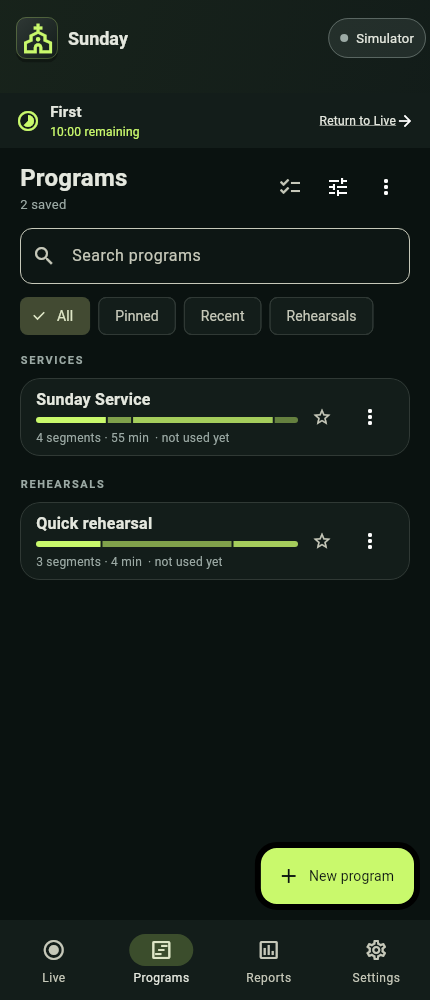 Sunday
Simulator
First
10:00 remaining
Return to Live
Programs
2 saved
Search programs
All
Pinned
Recent
Rehearsals
SERVICES
Sunday Service
4 segments · 55 min · not used yet
REHEARSALS
Quick rehearsal
3 segments · 4 min · not used yet
New program
Live
Programs
Reports
Settings